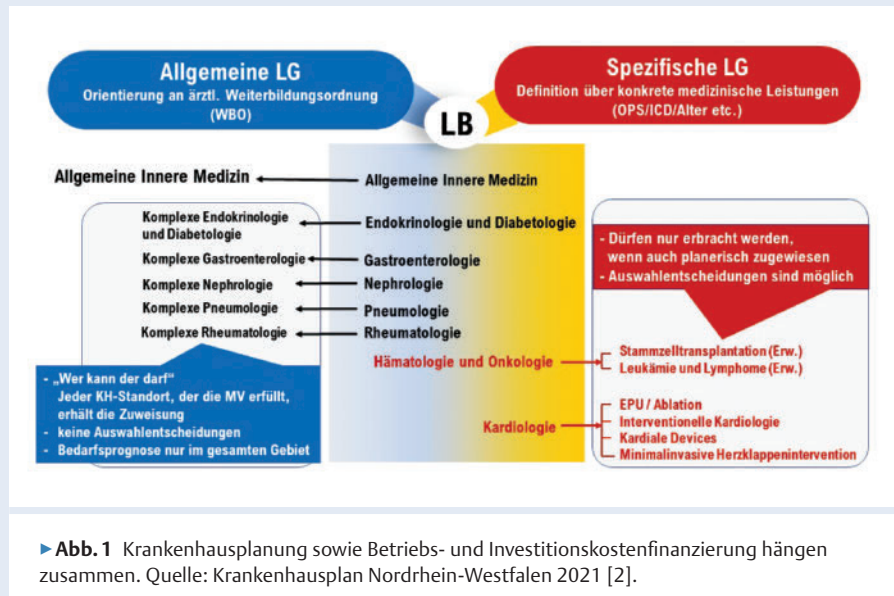 Allgemeine LG
Orientierung an ärztl. Weiterbildungsordnung
(WBO)
LB
Spezifische LG
Definition über konkrete medizinische Leistungen
(OPS/ICD/Alter etc.)
Allgemeine Innere Medizin
Allgemeine Innere Medizin
Komplexe Endokrinologie
und Diabetologie
Endokrinologie und Diabetologie
Komplexe Gastroenterologie
Gastroenterologie
Komplexe Nephrologie
Nephrologie
Komplexe Pneumologie
Pneumologie
Komplexe Rheumatologie
Rheumatologie
- „Wer kann der darf“
Jeder KH-Standort, der die MV erfüllt,
erhält die Zuweisung
- keine Auswahlentscheidungen
- Bedarfsprognose nur im gesamten Gebiet
- Dürfen nur erbracht werden,
wenn auch planerisch zugewiesen
- Auswahlentscheidungen sind möglich
Hämatologie und Onkologie
Stammzelltransplantation (Erw.)
Leukämie und Lymphome (Erw.)
Kardiologie
EPU / Ablation
Interventionelle Kardiologie
Kardiale Devices
Minimalinvasive Herzklappenintervention
►Abb. 1 Krankenhausplanung sowie Betriebs- und Investitionskostenfinanzierung hängen
zusammen. Quelle: Krankenhausplan Nordrhein-Westfalen 2021 [2].